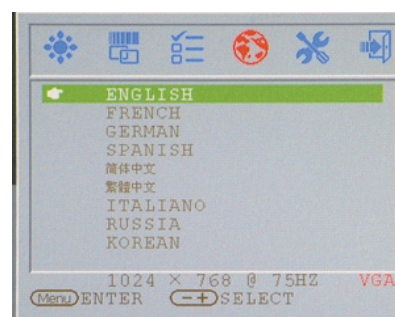 ENGLISH
FRENCH
GERMAN
SPANISH
简体中文
繁體中文
ITALIANO
RUSSIA
KOREAN
1024 × 768 @ 75HZ VGA
Menu ENTER - + SELECT